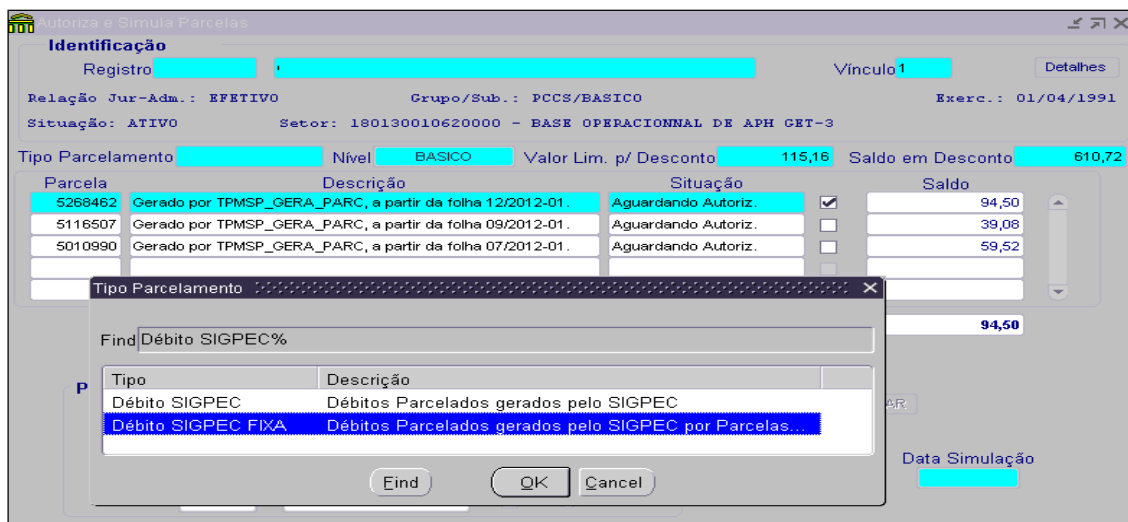 Autoriza e Simula Parcelas
Identificação
Registro Vínculo 1 Detalhes
Relação Jur-Adm.: EFETIVO Grupo/Sub.: PCCS/BASICO Exerc.: 01/04/1991
Situação: ATIVO Setor: 180130010620000 - BASE OPERACIONNAL DE APH GET-3
Tipo Parcelamento Nível BASICO Valor Lim. p/ Desconto 115,16 Saldo em Desconto 610,72
Parcela Descrição Situação Saldo
5268462 Gerado por TPMSP_GERA_PARC, a partir da folha 12/2012-01. Aguardando Autoriz. 94,50
5116507 Gerado por TPMSP_GERA_PARC, a partir da folha 09/2012-01. Aguardando Autoriz. 39,08
5010990 Gerado por TPMSP_GERA_PARC, a partir da folha 07/2012-01. Aguardando Autoriz. 59,52
Tipo Parcelamento
94,50
Find Débito SIGPEC%
Tipo Descrição
P
Débito SIGPEC Débitos Parcelados gerados pelo SIGPEC
AR
Débito SIGPEC FIXA Débitos Parcelados gerados pelo SIGPEC por Parcelas...
Data Simulação
Find OK Cancel